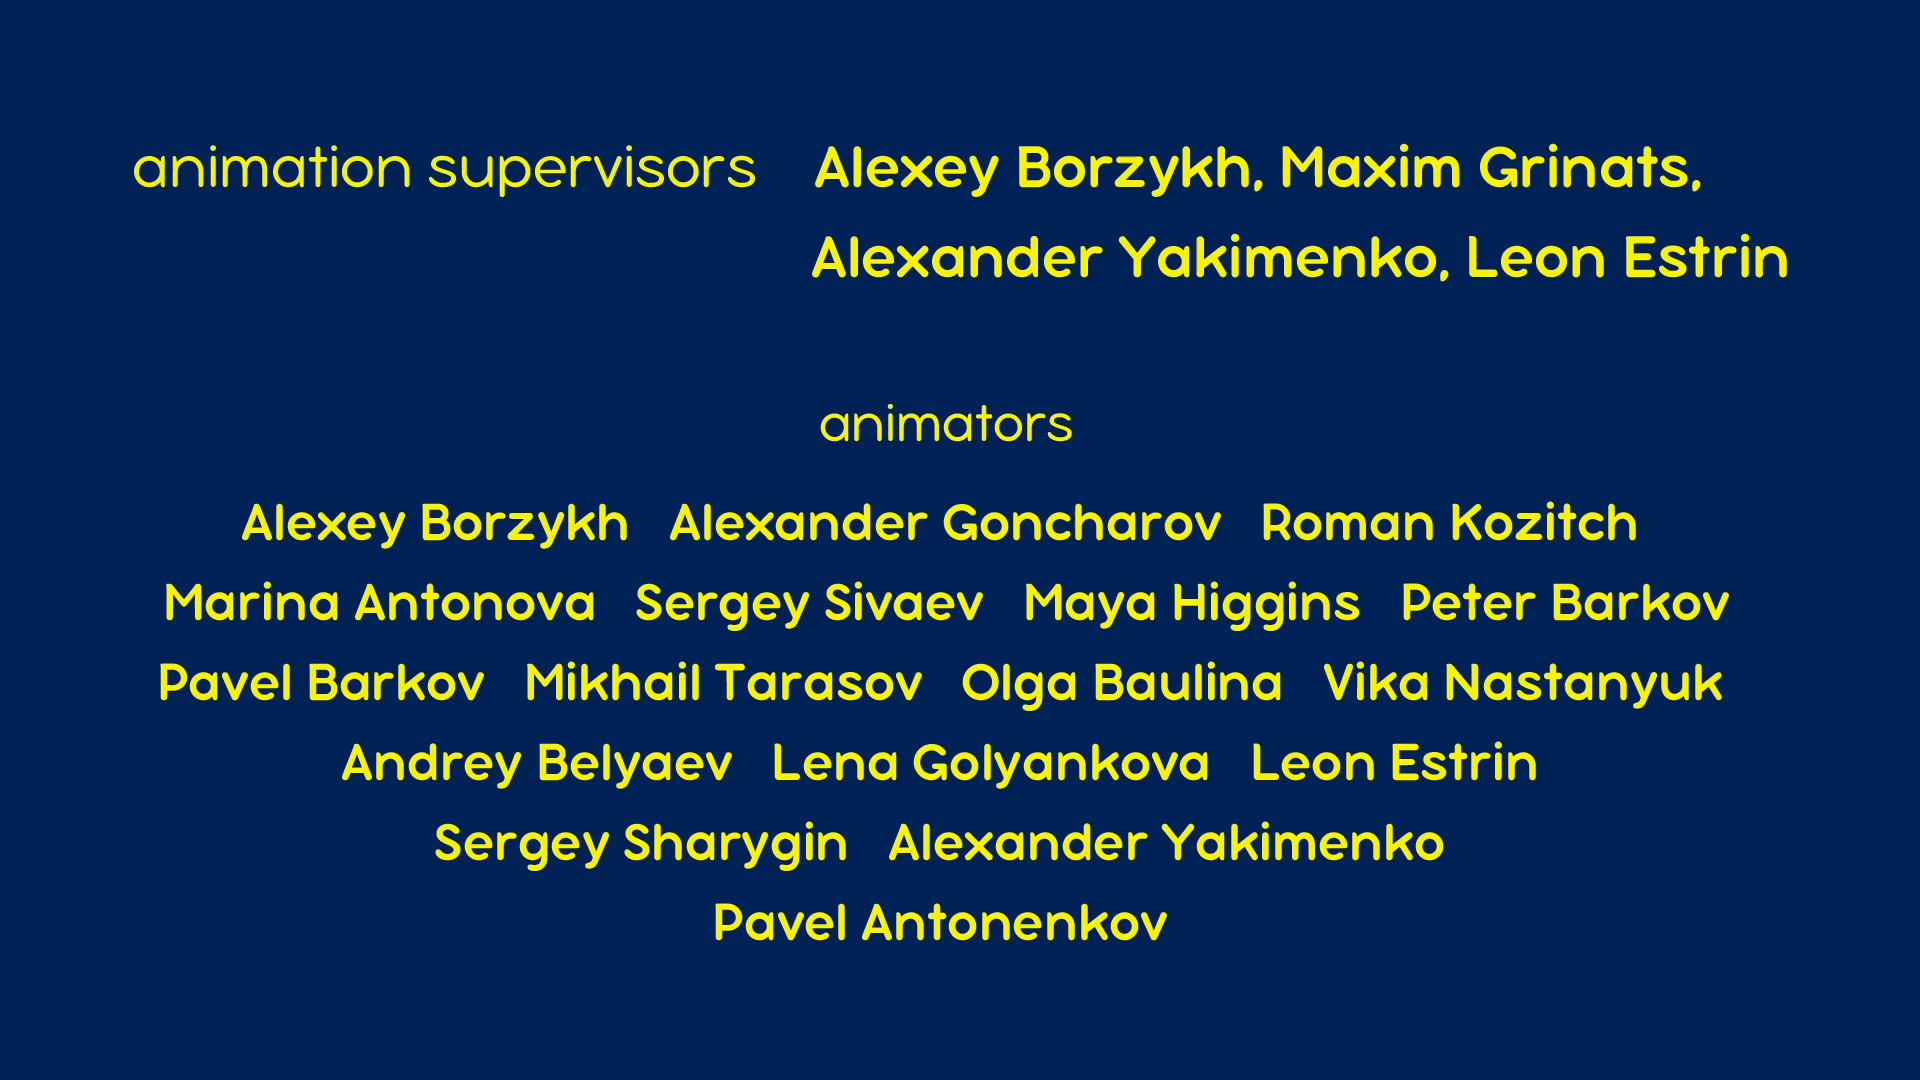 animation supervisors Alexey Borzykh, Maxim Grinats,
Alexander Yakimenko, Leon Estrin
animators
Alexey Borzykh Alexander Goncharov Roman Kozitch
Marina Antonova Sergey Sivaev Maya Higgins Peter Barkov
Pavel Barkov Mikhail Tarasov Olga Baulina Vika Nastanyuk
Andrey Belyaev Lena Golyankova Leon Estrin
Sergey Sharygin Alexander Yakimenko
Pavel Antonenkov